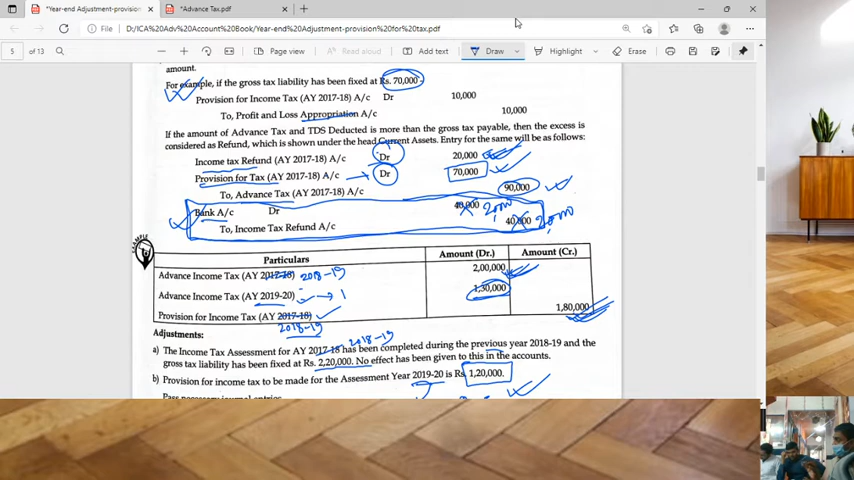 *Year-end Adjustment-provision
*Advance Tax.pdf
File | D:/ICA%20Adv%20Account%20Book/Year-end%20Adjustment-provision%20for%20tax.pdf
5 of 13
Page view
Read aloud
Add text
Draw
Highlight
Erase
amount.
For example, if the gross tax liability has been fixed at Rs. 70,000
Provision for Income Tax (AY 2017-18) A/c Dr 10,000
To, Profit and Loss Appropriation A/c 10,000
If the amount of Advance Tax and TDS Deducted is more than the gross tax payable, then the excess is
considered as Refund, which is shown under the head Current Assets. Entry for the same will be as follows:
Income tax Refund (AY 2017-18) A/c Dr 20,000
Provision for Tax (AY 2017-18) A/c Dr 70,000
To, Advance Tax (AY 2017-18) A/c 90,000
Bank A/c Dr 40,000 2000
To, Income Tax Refund A/c 40,000 2000
EXAMPLE
Particulars Amount (Dr.) Amount (Cr.)
Advance Income Tax (AY 2017-18) 2018-19 2,00,000
Advance Income Tax (AY 2019-20) 1 1,30,000
Provision for Income Tax (AY 2017-18) 1,80,000
2018-19
Adjustments:
2018-19
a) The Income Tax Assessment for AY 2017-18 has been completed during the previous year 2018-19 and the
gross tax liability has been fixed at Rs. 2,20,000. No effect has been given to this in the accounts.
b) Provision for income tax to be made for the Assessment Year 2019-20 is Rs. 1,20,000.
Pass necessary journal entries